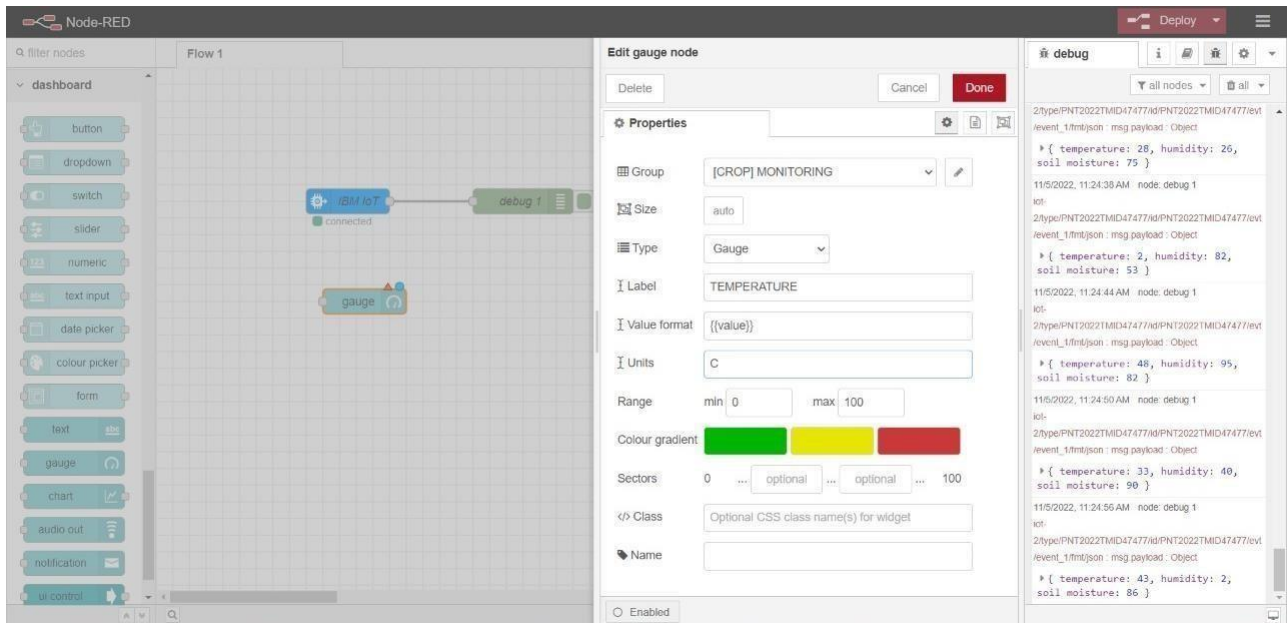 Node-RED
Deploy
filter nodes
dashboard
button
dropdown
switch
slider
numeric
text input
date picker
colour picker
form
text
gauge
chart
audio out
notification
ui control
Flow 1
IBM IoT
connected
debug 1
gauge
Edit gauge node
Delete
Cancel
Done
Properties
Group
[CROP] MONITORING
Size
auto
Type
Gauge
Label
TEMPERATURE
Value format
{{value}}
Units
C
Range
min 0
max 100
Colour gradient
Sectors
0 ... optional ... optional ... 100
</> Class
Optional CSS class name(s) for widget
Name
Enabled
debug
i
all nodes
all
2/type/PNT2022TMID47477/id/PNT2022TMID47477/evt
/event_1/fmt/json : msg.payload : Object
{ temperature: 28, humidity: 26,
soil moisture: 75 }
11/5/2022, 11:24:38 AM node: debug 1
iot-
2/type/PNT2022TMID47477/id/PNT2022TMID47477/evt
/event_1/fmt/json : msg.payload : Object
{ temperature: 2, humidity: 82,
soil moisture: 53 }
11/5/2022, 11:24:44 AM node: debug 1
iot-
2/type/PNT2022TMID47477/id/PNT2022TMID47477/evt
/event_1/fmt/json : msg.payload : Object
{ temperature: 48, humidity: 95,
soil moisture: 82 }
11/5/2022, 11:24:50 AM node: debug 1
iot-
2/type/PNT2022TMID47477/id/PNT2022TMID47477/evt
/event_1/fmt/json : msg.payload : Object
{ temperature: 33, humidity: 40,
soil moisture: 90 }
11/5/2022, 11:24:56 AM node: debug 1
iot-
2/type/PNT2022TMID47477/id/PNT2022TMID47477/evt
/event_1/fmt/json : msg.payload : Object
{ temperature: 43, humidity: 2,
soil moisture: 86 }